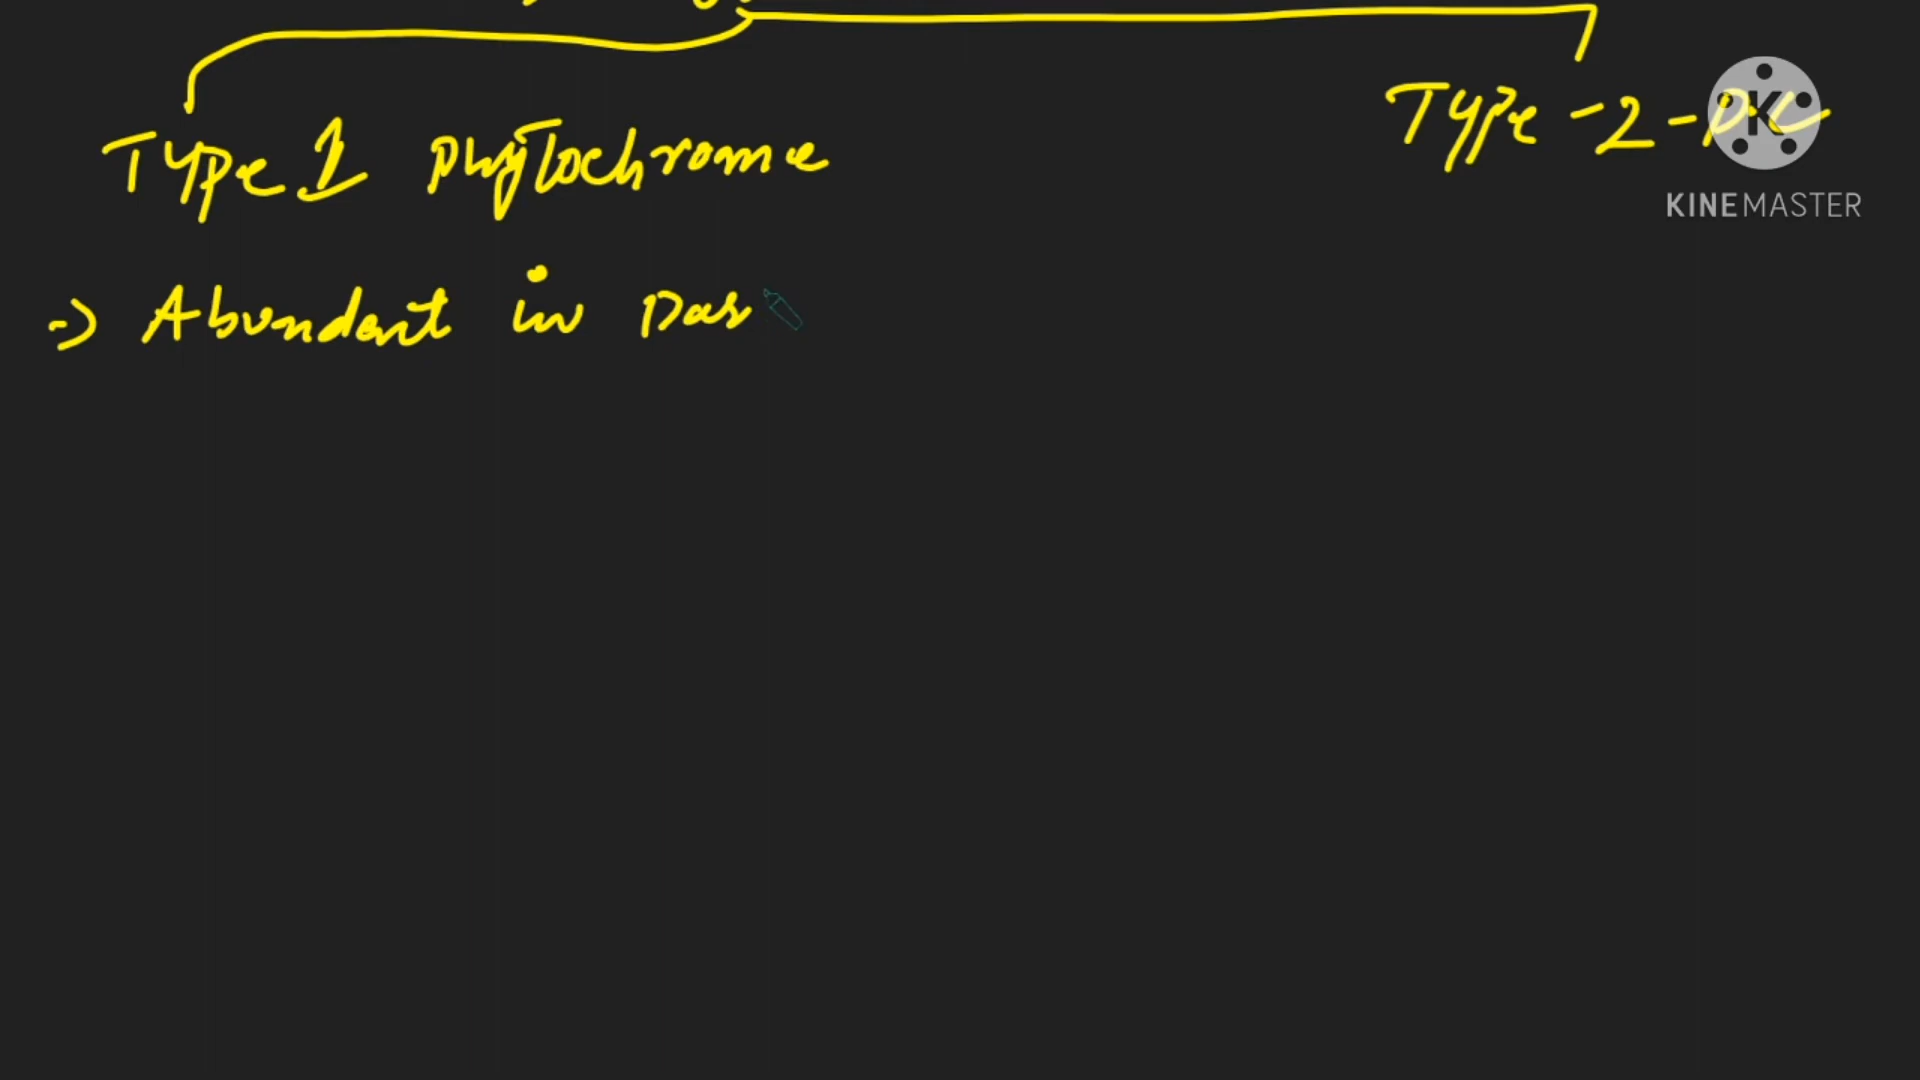 Type 1 phytochrome
Type-2-
KINEMASTER
-> Abundant in Dar